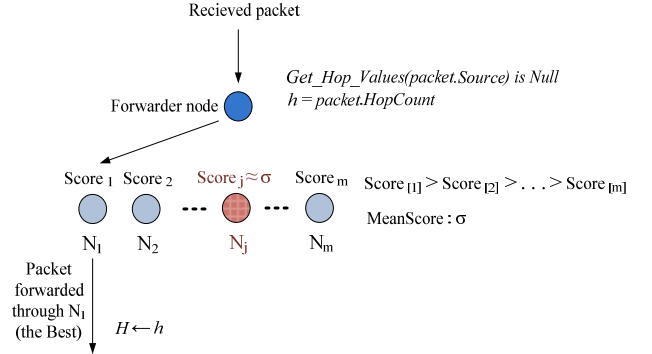 Recieved packet
Get_Hop_Values(packet.Source) is Null
h = packet.HopCount
Forwarder node
Score 1 Score 2 Score j ≈ σ Score m
Score [1] > Score [2] > . . . > Score [m]
MeanScore : σ
N1 N2 Nj Nm
Packet
forwarded
through N1
(the Best)
H ← h